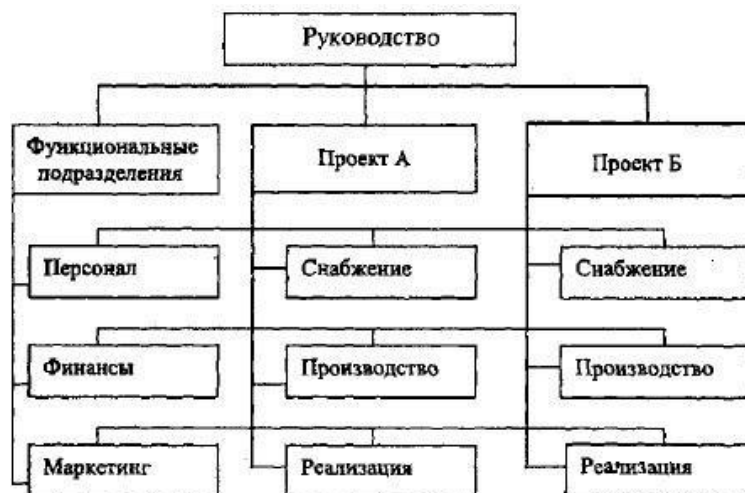 Руководство
Функциональные
подразделения
Проект А
Проект Б
Персонал
Снабжение
Снабжение
Финансы
Производство
Производство
Маркетинг
Реализация
Реализация